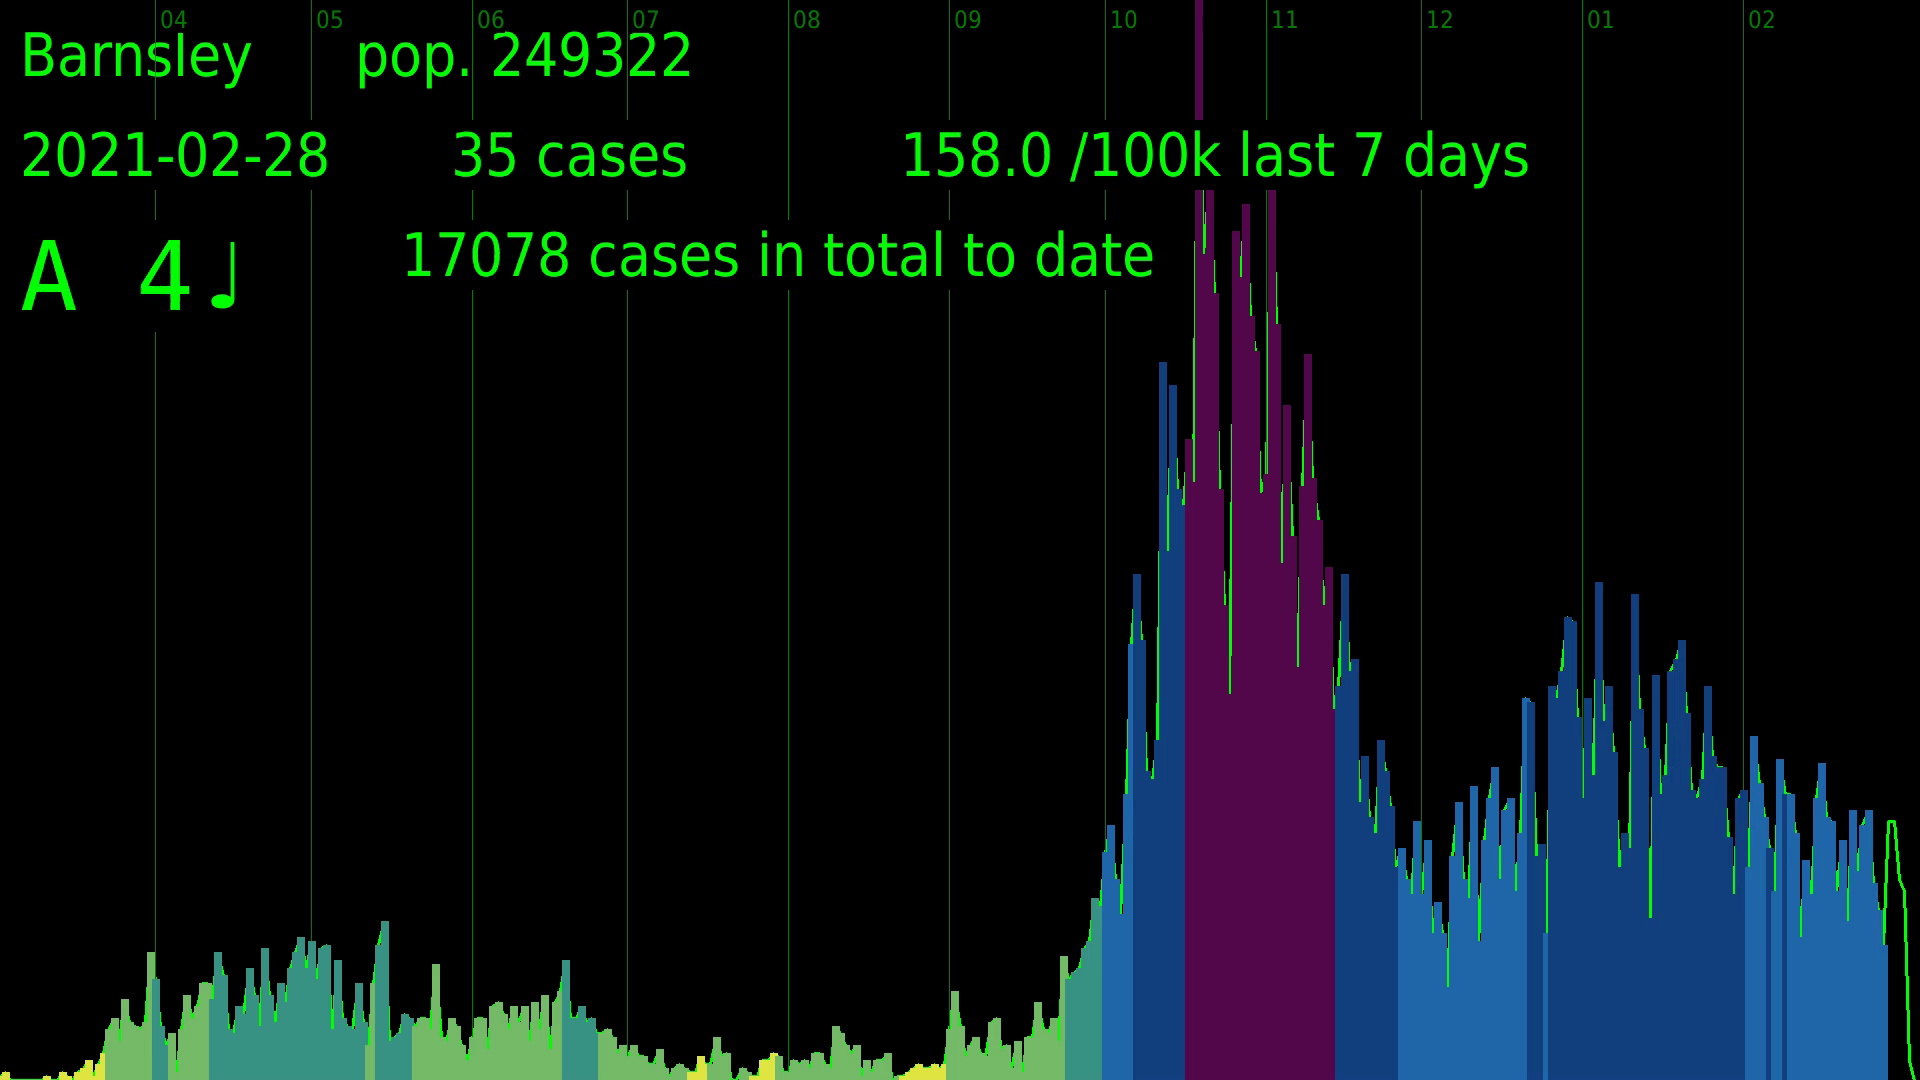 04 05 06 07 08 09 10 11 12 01 02
Barnsley pop. 249322
2021-02-28 35 cases 158.0 /100k last 7 days
A 4♩ 17078 cases in total to date